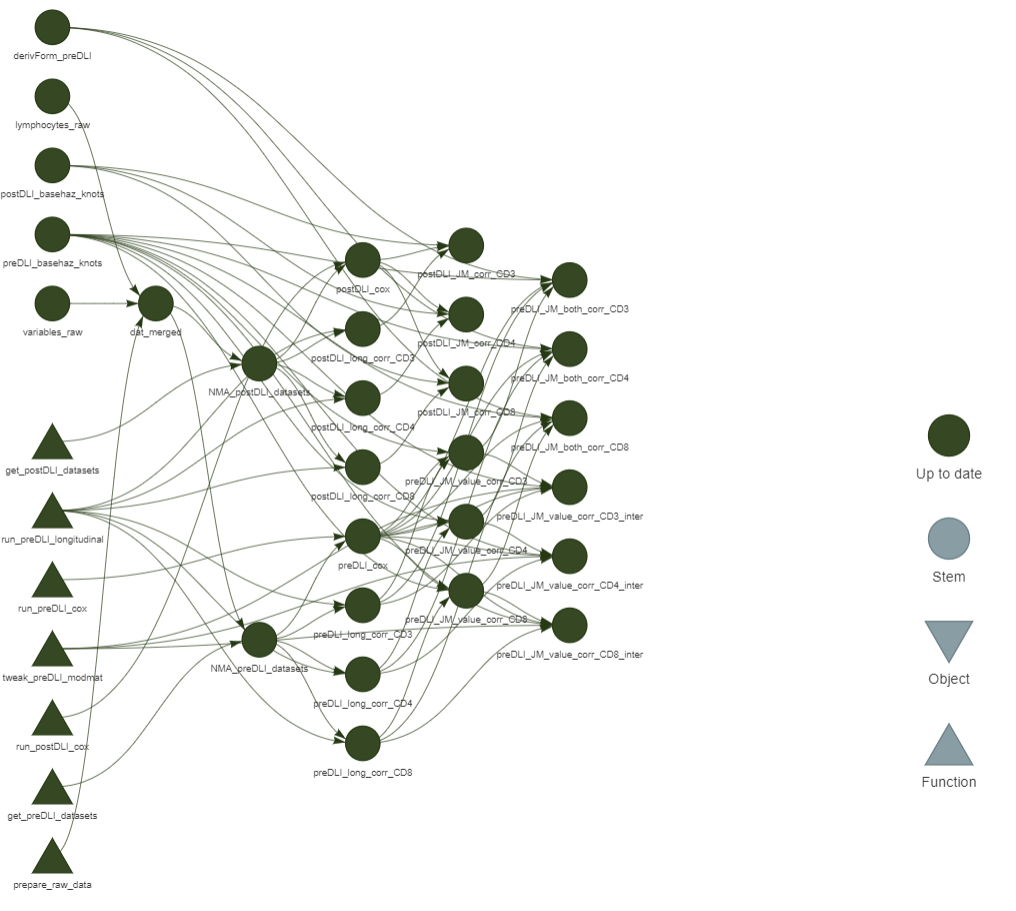 derivForm_preDLI
lymphocytes_raw
postDLI_basehaz_knots
preDLI_basehaz_knots
variables_raw
get_postDLI_datasets
run_preDLI_longitudinal
run_preDLI_cox
tweak_preDLI_modmat
run_postDLI_cox
get_preDLI_datasets
prepare_raw_data
dat_merged
NMA_postDLI_datasets
NMA_preDLI_datasets
postDLI_cox
postDLI_long_corr_CD3
postDLI_long_corr_CD4
postDLI_long_corr_CD8
preDLI_cox
preDLI_long_corr_CD3
preDLI_long_corr_CD4
preDLI_long_corr_CD8
postDLI_JM_corr_CD3
postDLI_JM_corr_CD4
postDLI_JM_corr_CD8
preDLI_JM_value_corr_CD3
preDLI_JM_value_corr_CD4
preDLI_JM_value_corr_CD8
preDLI_JM_both_corr_CD3
preDLI_JM_both_corr_CD4
preDLI_JM_both_corr_CD8
preDLI_JM_value_corr_CD3_inter
preDLI_JM_value_corr_CD4_inter
preDLI_JM_value_corr_CD8_inter
Up to date
Stem
Object
Function